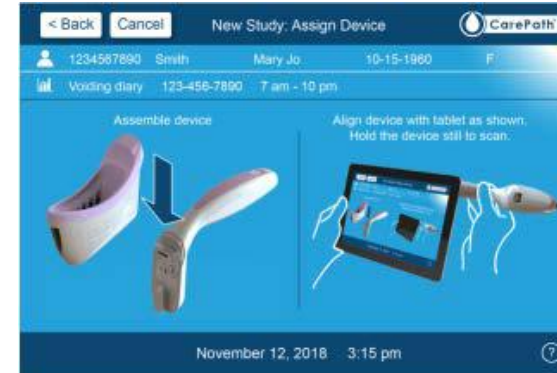 < Back Cancel New Study: Assign Device CarePath
1234567890 Smith Mary Jo 10-15-1960 F
Voiding diary 123-456-7890 7 am - 10 pm
Assemble device
Align device with tablet as shown.
Hold the device still to scan.
November 12, 2018 3:15 pm ?